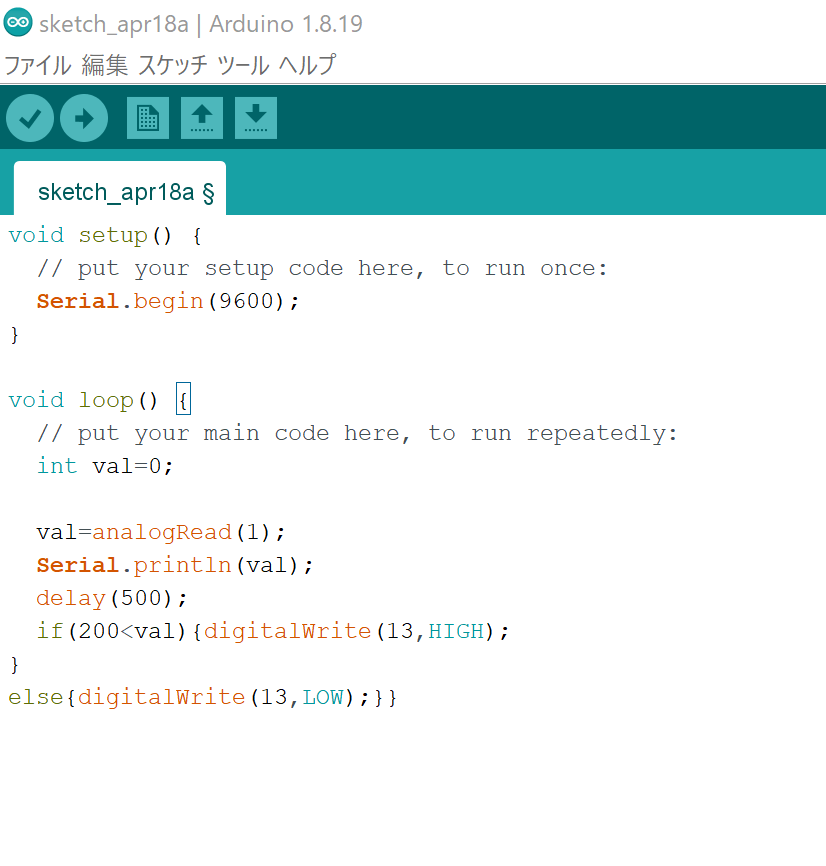 sketch_apr18a | Arduino 1.8.19
ファイル 編集 スケッチ ツール ヘルプ
sketch_apr18a §
void setup() {
  // put your setup code here, to run once:
  Serial.begin(9600);
}
void loop() {
  // put your main code here, to run repeatedly:
  int val=0;
  val=analogRead(1);
  Serial.println(val);
  delay(500);
  if(200<val){digitalWrite(13,HIGH);
}
else{digitalWrite(13,LOW);}}